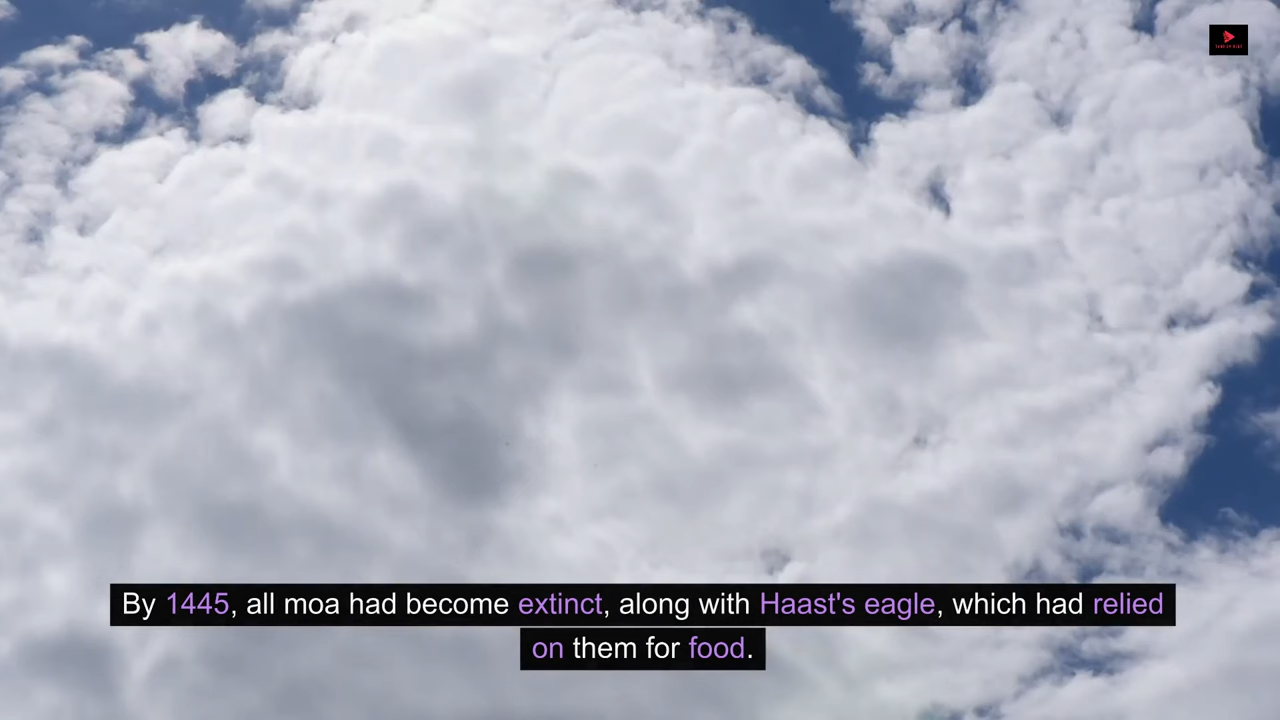 By 1445, all moa had become extinct, along with Haast's eagle, which had relied
on them for food.